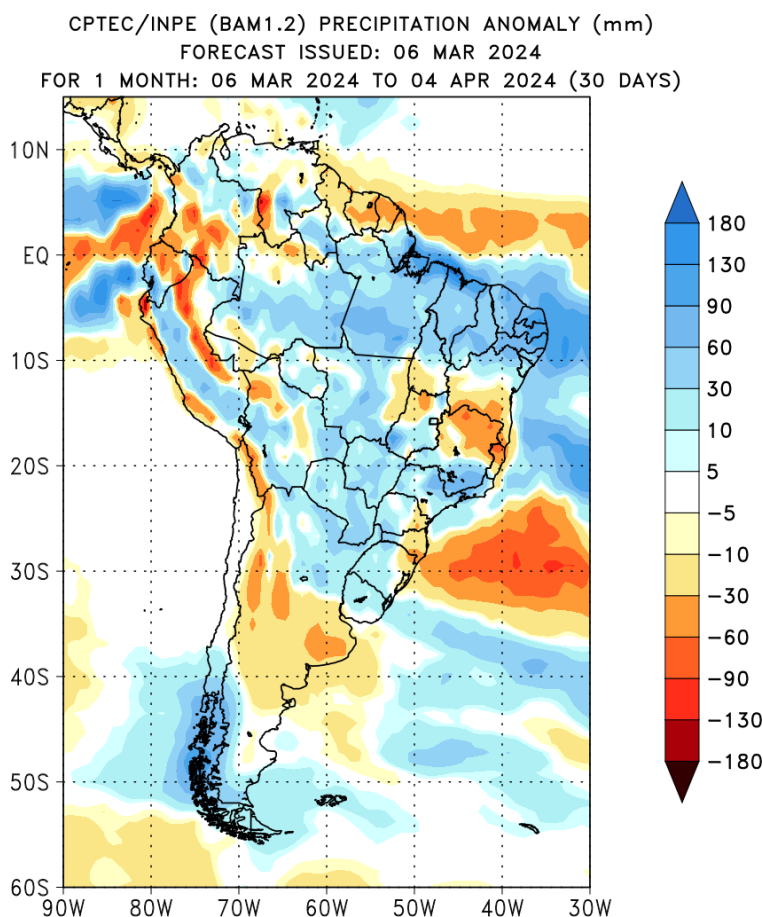 CPTEC/INPE (BAM1.2) PRECIPITATION ANOMALY (mm)
FORECAST ISSUED: 06 MAR 2024
FOR 1 MONTH: 06 MAR 2024 TO 04 APR 2024 (30 DAYS)
10N
EQ
10S
20S
30S
40S
50S
60S
90W 80W 70W 60W 50W 40W 30W
180
130
90
60
30
10
5
−5
−10
−30
−60
−90
−130
−180